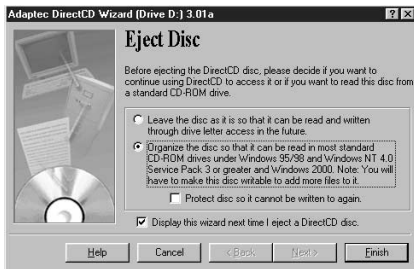 Adaptec DirectCD Wizard (Drive D:) 3.01a
Eject Disc
Before ejecting the DirectCD disc, please decide if you want to
continue using DirectCD to access it or if you want to read this disc from
a standard CD-ROM drive.
Leave the disc as it is so that it can be read and written
through drive letter access in the future.
Organize the disc so that it can be read in most standard
CD-ROM drives under Windows 95/98 and Windows NT 4.0
Service Pack 3 or greater and Windows 2000. Note: You will
have to make this disc writable to add more files to it.
Protect disc so it cannot be written to again.
Display this wizard next time I eject a DirectCD disc.
Help Cancel < Back Next > Finish